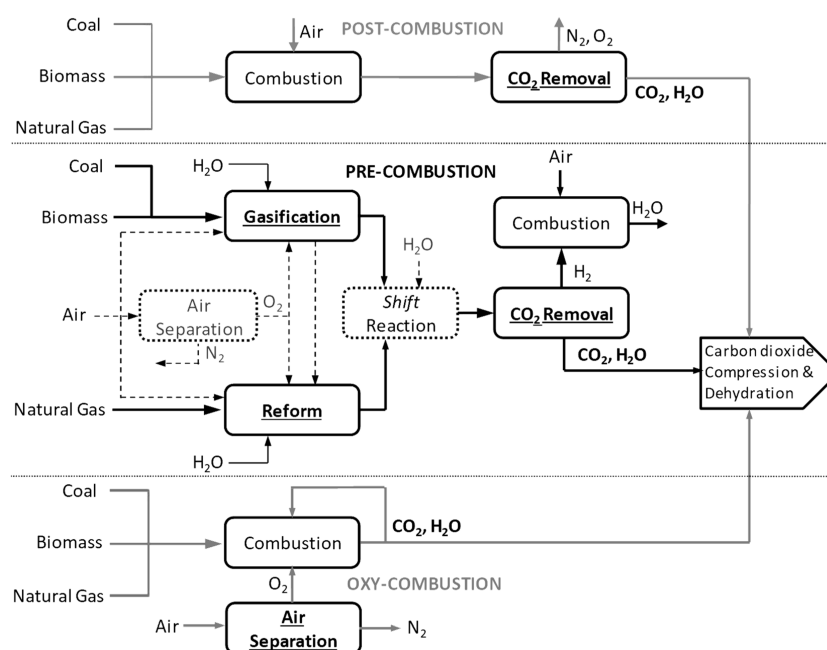 Coal
Air
POST-COMBUSTION
N₂, O₂
Biomass
Combustion
CO₂ Removal
CO₂, H₂O
Natural Gas
Coal
H₂O
PRE-COMBUSTION
Air
Biomass
Gasification
Combustion
H₂O
H₂O
H₂
Air
Air
Separation
O₂
Shift
Reaction
CO₂ Removal
N₂
CO₂, H₂O
Carbon dioxide
Compression &
Dehydration
Natural Gas
Reform
H₂O
Coal
CO₂, H₂O
Biomass
Combustion
O₂
OXY-COMBUSTION
Natural Gas
Air
Air
Separation
N₂